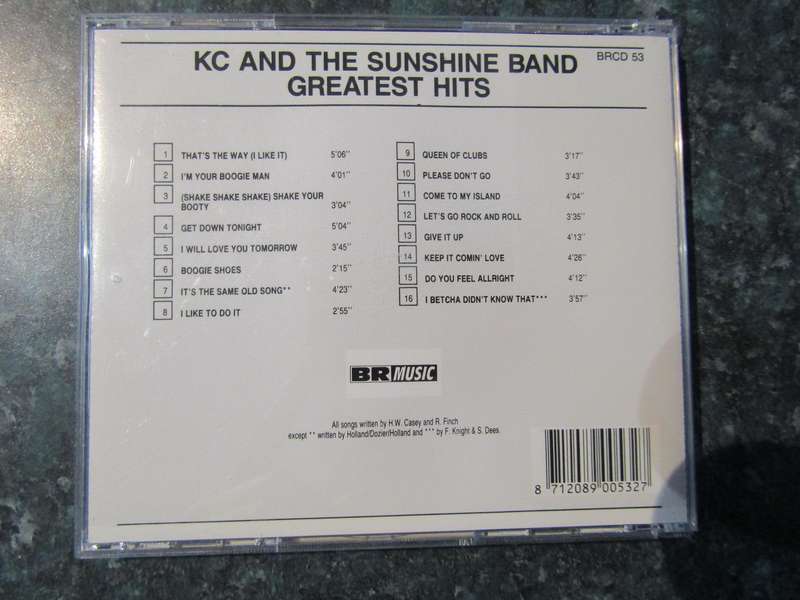 KC AND THE SUNSHINE BAND
GREATEST HITS
BRCD 53
1 THAT'S THE WAY (I LIKE IT) 5'06"
2 I'M YOUR BOOGIE MAN 4'01"
3 (SHAKE SHAKE SHAKE) SHAKE YOUR
BOOTY 3'04"
4 GET DOWN TONIGHT 5'04"
5 I WILL LOVE YOU TOMORROW 3'45"
6 BOOGIE SHOES 2'15"
7 IT'S THE SAME OLD SONG** 4'23"
8 I LIKE TO DO IT 2'55"
9 QUEEN OF CLUBS 3'17"
10 PLEASE DON'T GO 3'43"
11 COME TO MY ISLAND 4'04"
12 LET'S GO ROCK AND ROLL 3'35"
13 GIVE IT UP 4'13"
14 KEEP IT COMIN' LOVE 4'26"
15 DO YOU FEEL ALLRIGHT 4'12"
16 I BETCHA DIDN'T KNOW THAT*** 3'57"
BR MUSIC
All songs written by H.W. Casey and R. Finch
except ** written by Holland/Dozier/Holland and *** by F. Knight & S. Dees.
8 712089 005327